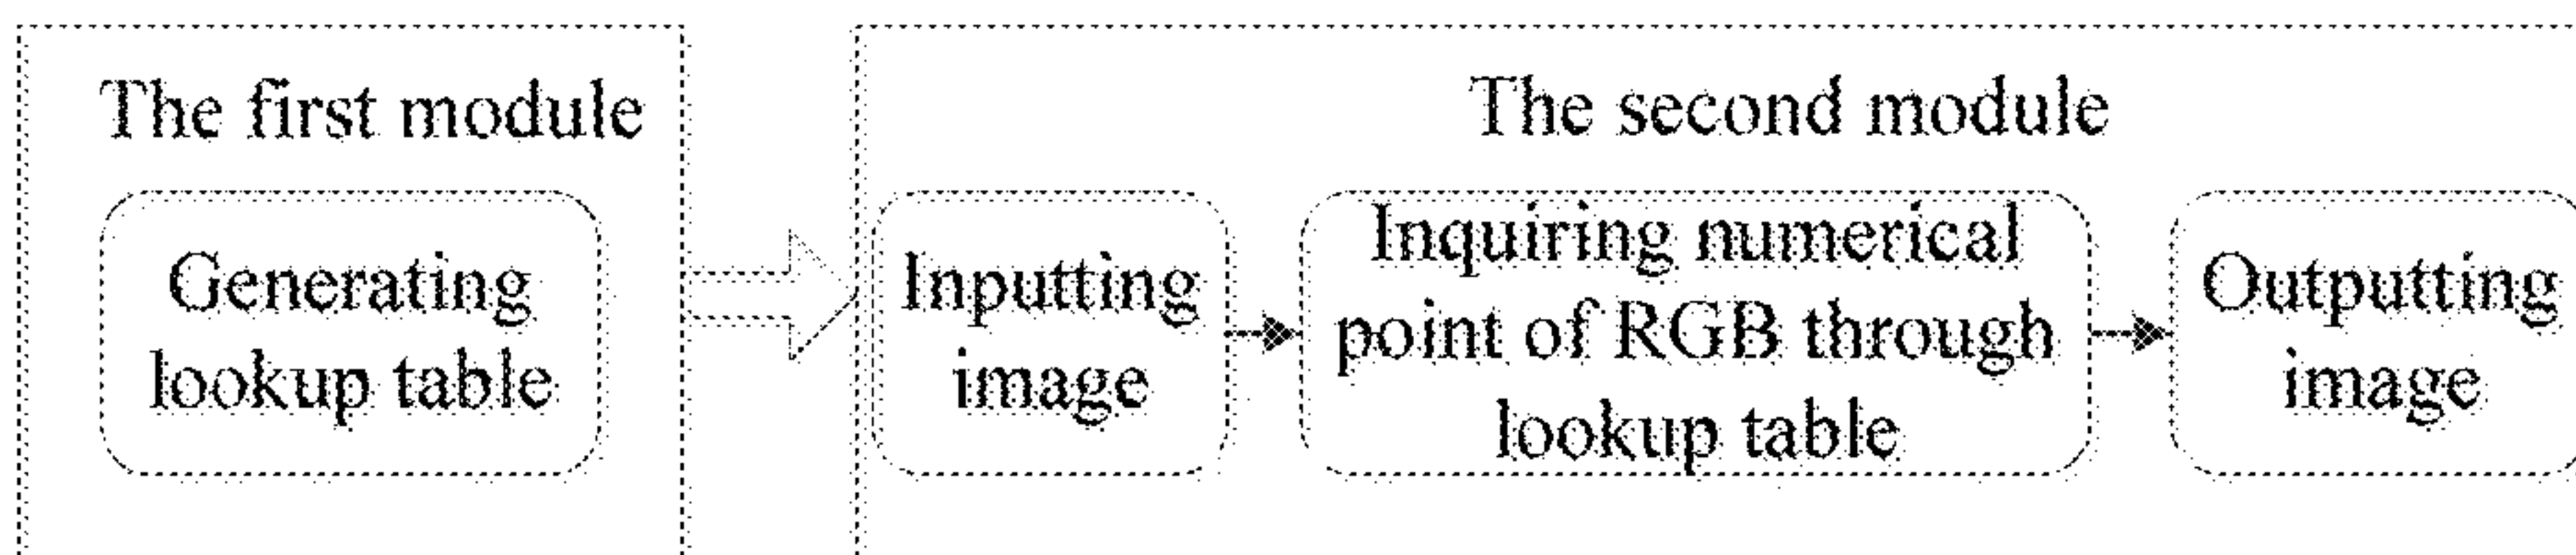 The first module
Generating
lookup table
The second module
Inputting
image
Inquiring numerical
point of RGB through
lookup table
Outputting
image